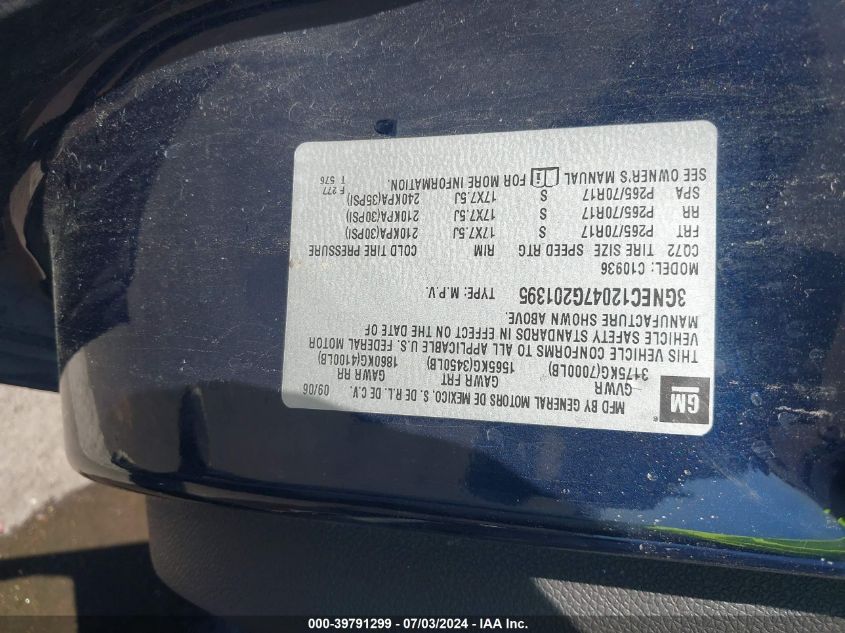 GM
MFG BY GENERAL MOTORS DE MEXICO, S. DE R.L. DE C.V. 09/06
GVWR GAWR FRT GAWR RR
3175KG(7000LB) 1565KG(3450LB) 1860KG(4100LB)
THIS VEHICLE CONFORMS TO ALL APPLICABLE U.S. FEDERAL MOTOR
VEHICLE SAFETY STANDARDS IN EFFECT ON THE DATE OF
MANUFACTURE SHOWN ABOVE.
3GNEC12047G201395 TYPE: M.P.V.
MODEL: C10936
CQ72 TIRE SIZE SPEED RTG RIM COLD TIRE PRESSURE
FRT P265/70R17 S 17X7.5J 210KPA(30PSI)
RR P265/70R17 S 17X7.5J 210KPA(30PSI)
SPA P265/70R17 S 17X7.5J 240KPA(35PSI)
SEE OWNER'S MANUAL FOR MORE INFORMATION.
F 277
T 576
000-39791299 - 07/03/2024 - IAA Inc.